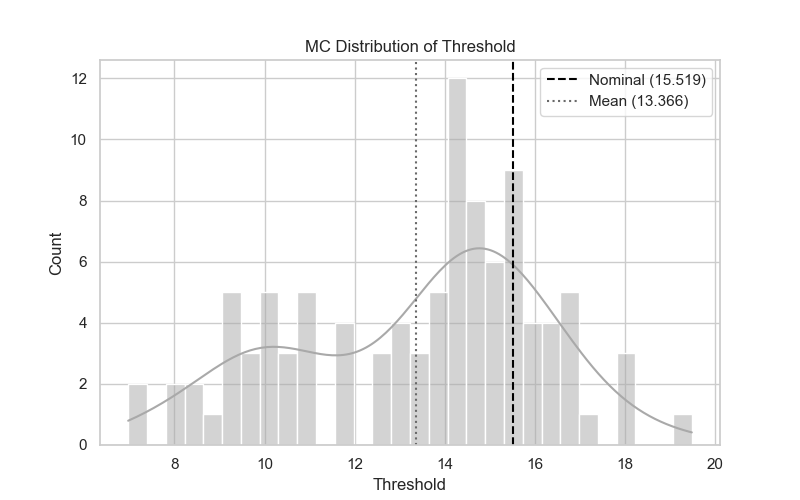 MC Distribution of Threshold
Nominal (15.519)
Mean (13.366)
Count
12
10
8
6
4
2
0
8 10 12 14 16 18 20
Threshold